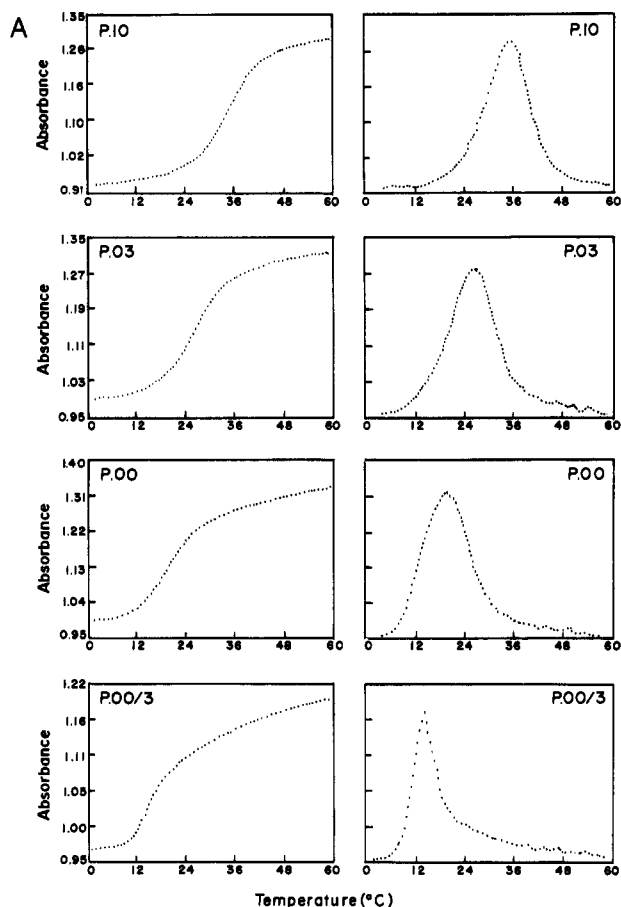 A
P.10
P.10
Absorbance
1.35
1.16
1.10
1.02
0.91
0 12 24 36 48 60
0 12 24 36 48 60
P.03
P.03
Absorbance
1.35
1.27
1.19
1.11
1.03
0.95
0 12 24 36 48 60
0 12 24 36 48 60
P.00
P.00
Absorbance
1.40
1.31
1.22
1.13
1.04
0.95
0 12 24 36 48 60
0 12 24 36 48 60
P.00/3
P.00/3
Absorbance
1.22
1.16
1.11
1.05
1.00
0.95
0 12 24 36 48 60
0 12 24 36 48 60
Temperature (°C)